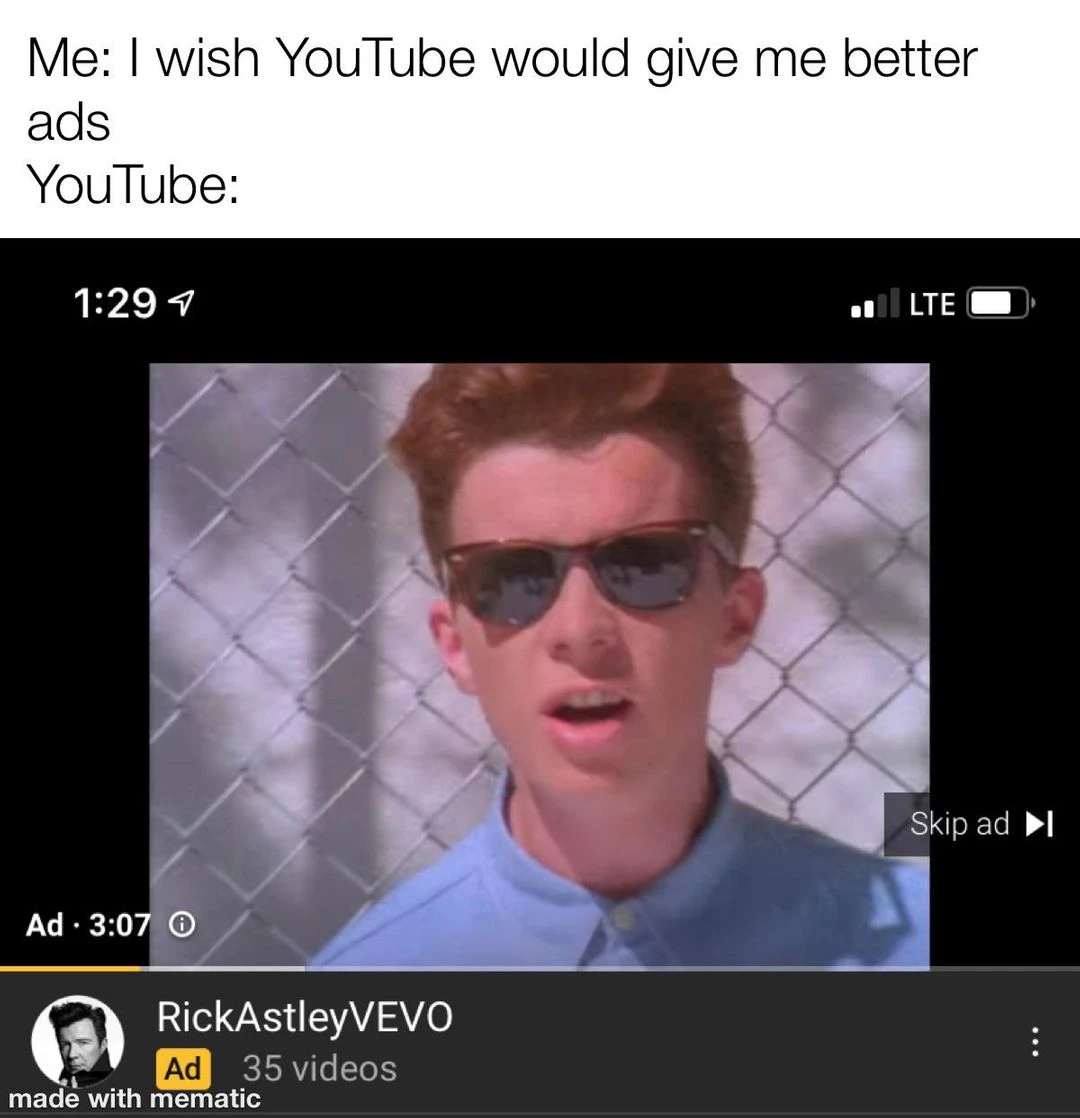 Me: I wish YouTube would give me better
ads
YouTube:
1:29
LTE
Skip ad
Ad · 3:07
RickAstleyVEVO
Ad 35 videos
made with mematic